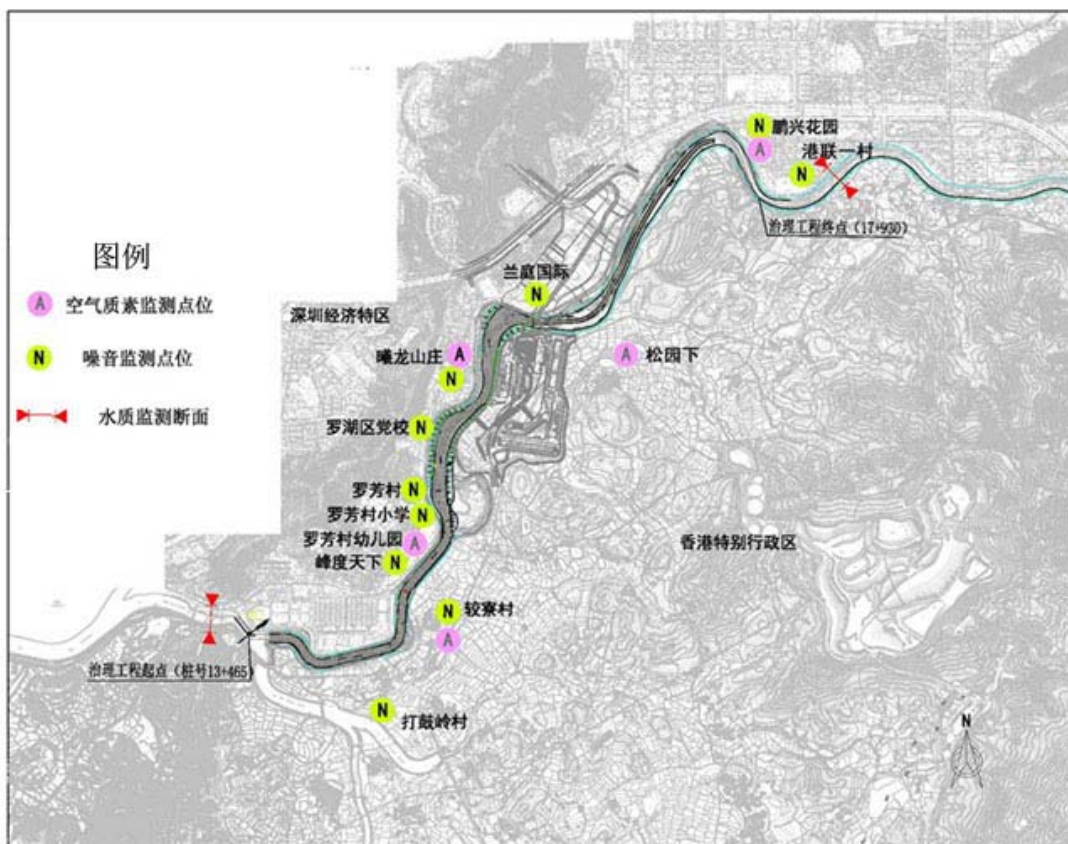 N
鹏兴花园
A
港联一村
N
治理工程终点（17+930）
图例
兰庭国际
A
空气质素监测点位
N
深圳经济特区
N
噪音监测点位
曦龙山庄
A
N
A
松园下
水质监测断面
罗湖区党校
N
罗芳村
N
罗芳村小学
N
罗芳村幼儿园
A
香港特别行政区
峰度天下
N
N
较寮村
A
治理工程起点（桩号13+465）
N
打鼓岭村
N